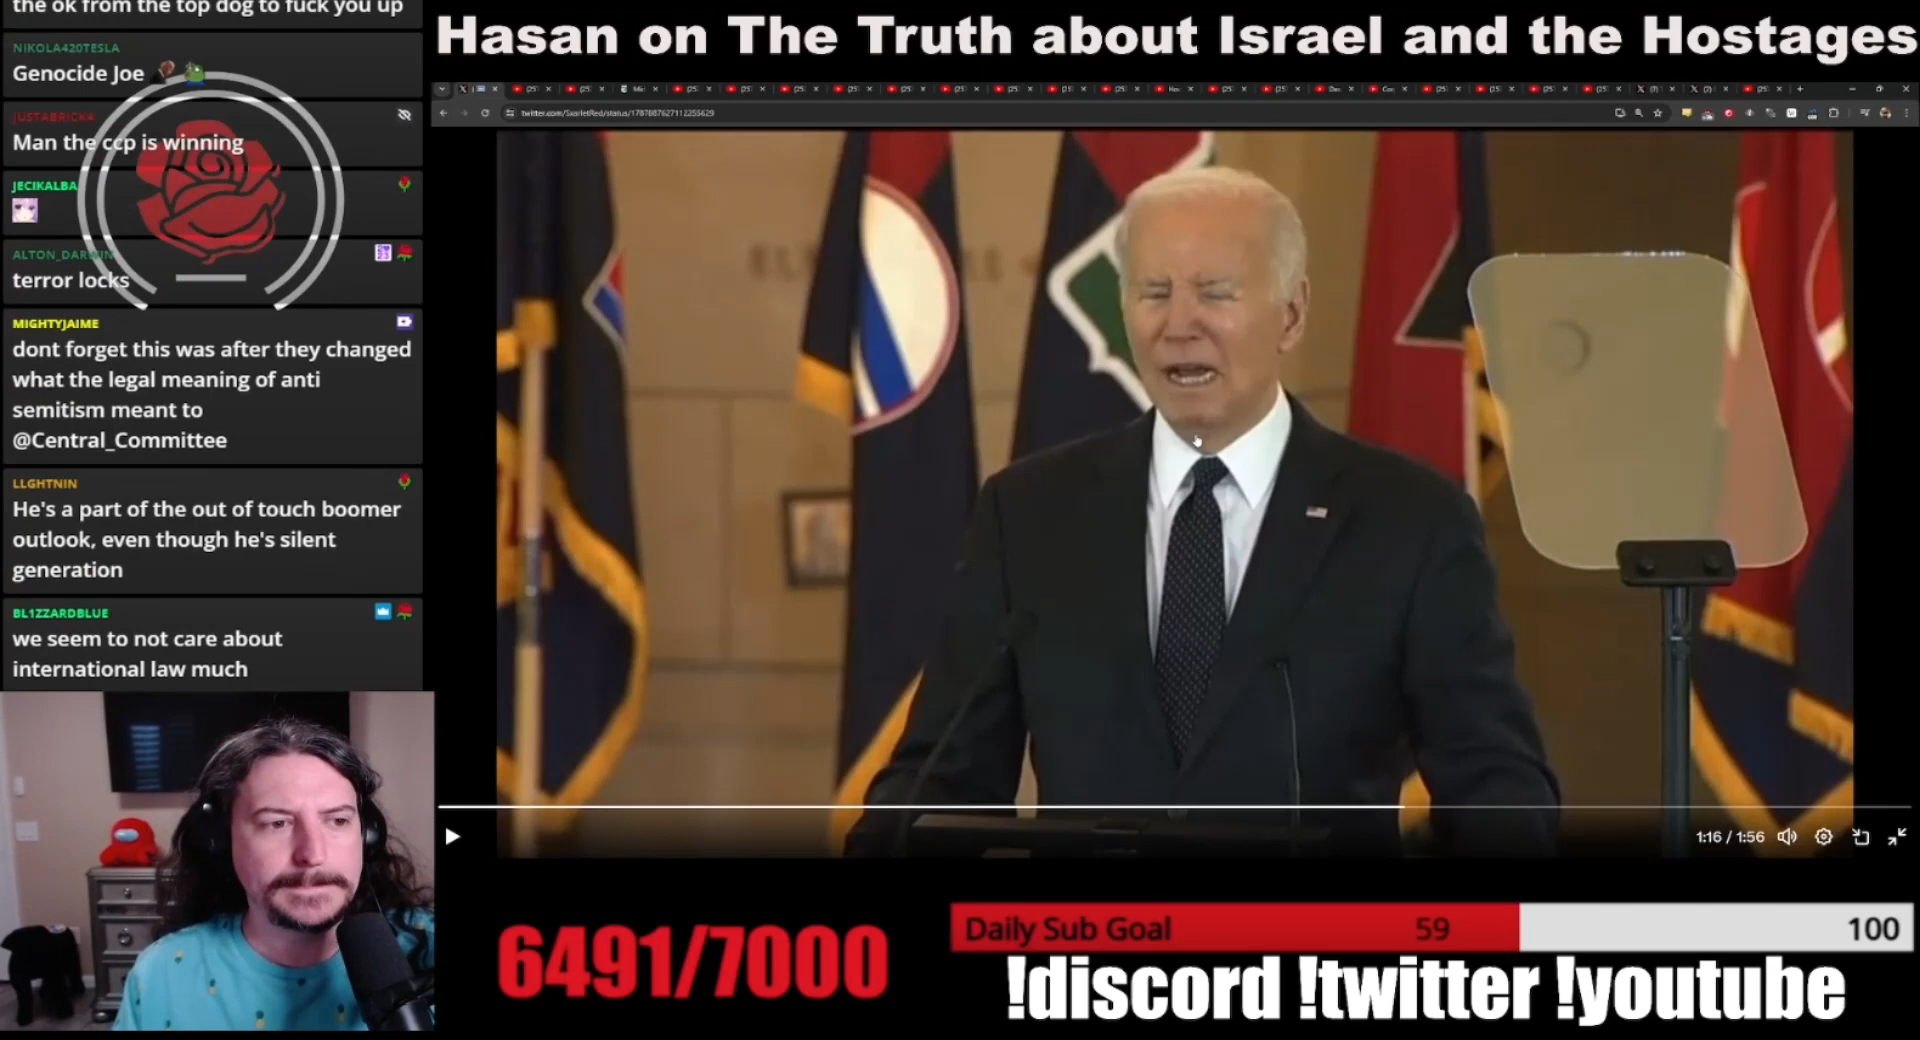 the ok from the top dog to fuck you up
NIKOLA420TESLA
Genocide Joe
JUSTABRICK4
Man the ccp is winning
JECIKALBA
ALTON_DARWIN
terror locks
MIGHTYJAIME
dont forget this was after they changed
what the legal meaning of anti
semitism meant to
@Central_Committee
LLGHTNIN
He's a part of the out of touch boomer
outlook, even though he's silent
generation
BL1ZZARDBLUE
we seem to not care about
international law much
Hasan on The Truth about Israel and the Hostages
1:16 / 1:56
6491/7000
Daily Sub Goal 59 100
!discord !twitter !youtube